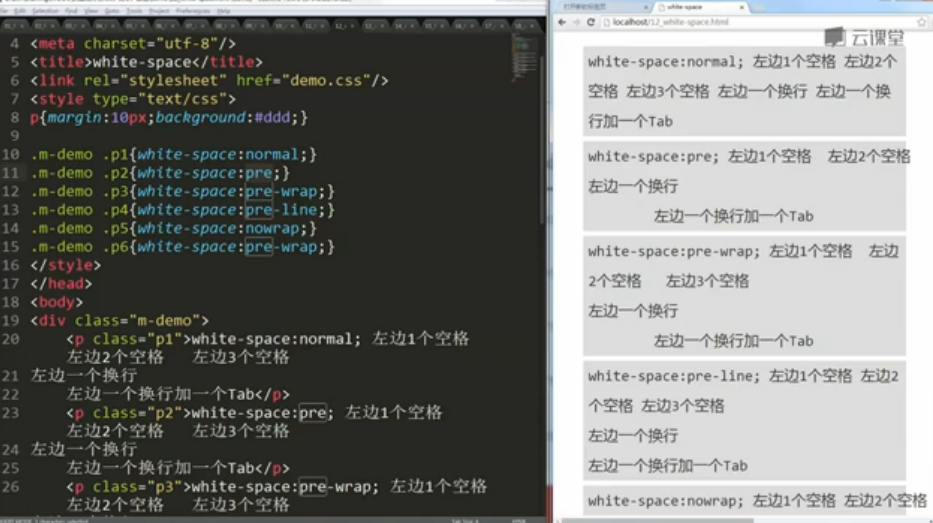 4 <meta charset="utf-8"/>
5 <title>white-space</title>
6 <link rel="stylesheet" href="demo.css"/>
7 <style type="text/css">
8 p{margin:10px;background:#ddd;}
9
10 .m-demo .p1{white-space:normal;}
11 .m-demo .p2{white-space:pre;}
12 .m-demo .p3{white-space:pre-wrap;}
13 .m-demo .p4{white-space:pre-line;}
14 .m-demo .p5{white-space:nowrap;}
15 .m-demo .p6{white-space:pre-wrap;}
16 </style>
17 </head>
18 <body>
19 <div class="m-demo">
20 <p class="p1">white-space:normal; 左边1个空格
左边2个空格   左边3个空格
21 左边一个换行
22 左边一个换行加一个Tab</p>
23 <p class="p2">white-space:pre; 左边1个空格
左边2个空格   左边3个空格
24 左边一个换行
25 左边一个换行加一个Tab</p>
26 <p class="p3">white-space:pre-wrap; 左边1个空格
左边2个空格   左边3个空格
white-space
localhost/12_white-space.html
云课堂
white-space:normal; 左边1个空格 左边2个
空格 左边3个空格 左边一个换行 左边一个换
行加一个Tab
white-space:pre; 左边1个空格  左边2个空格
左边一个换行
左边一个换行加一个Tab
white-space:pre-wrap; 左边1个空格  左边
2个空格   左边3个空格
左边一个换行
左边一个换行加一个Tab
white-space:pre-line; 左边1个空格 左边2
个空格 左边3个空格
左边一个换行
左边一个换行加一个Tab
white-space:nowrap; 左边1个空格 左边2个空格